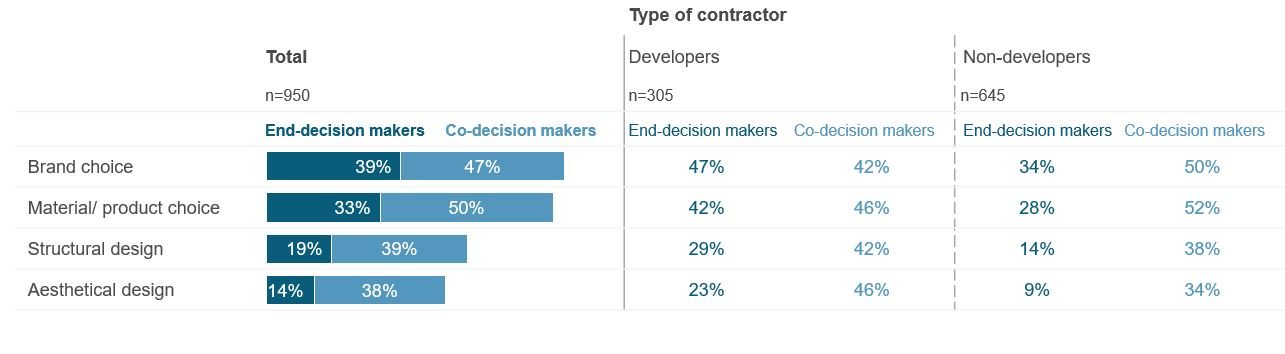 Type of contractor
Total Developers Non-developers
n=950 n=305 n=645
End-decision makers Co-decision makers End-decision makers Co-decision makers End-decision makers Co-decision makers
Brand choice 39% 47% 47% 42% 34% 50%
Material/ product choice 33% 50% 42% 46% 28% 52%
Structural design 19% 39% 29% 42% 14% 38%
Aesthetical design 14% 38% 23% 46% 9% 34%